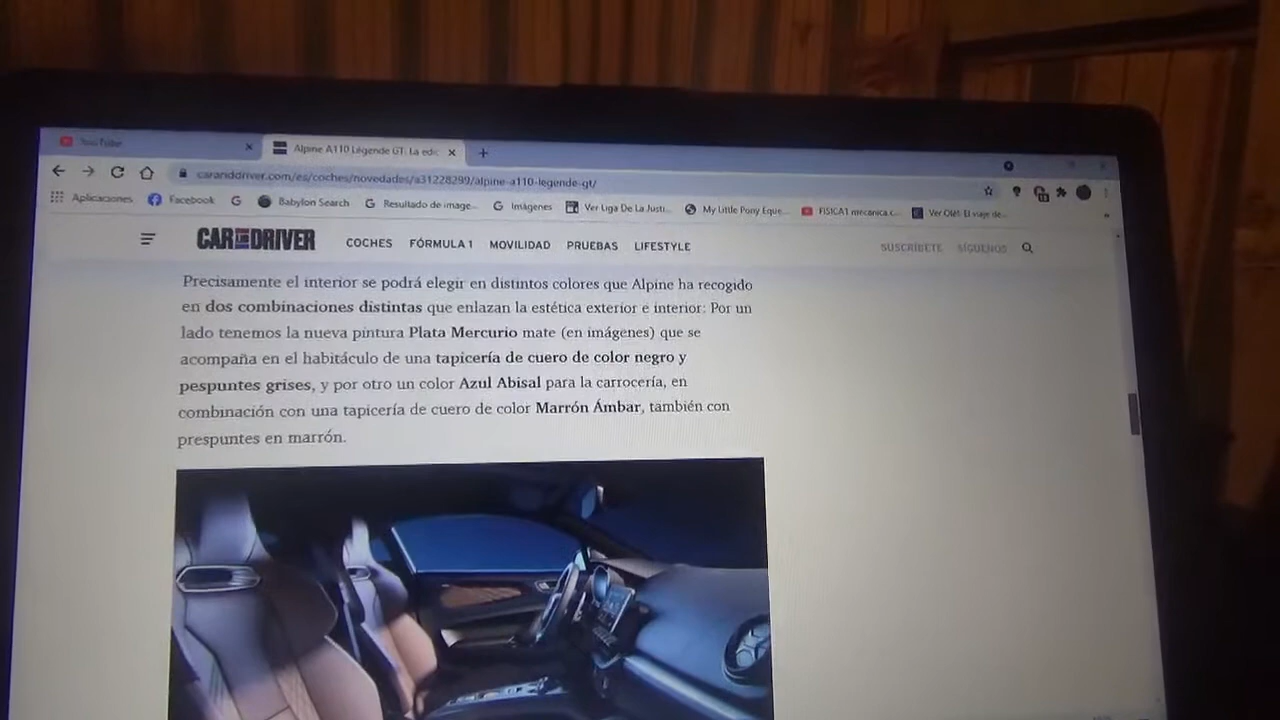 YouTube
Alpine A110 Légende GT: La edic
caranddriver.com/es/coches/novedades/a31228299/alpine-a110-legende-gt/
Aplicaciones Facebook Babylon Search Resultado de image... Imágenes Ver Liga De La Justi... My Little Pony Eque... FISICA1 mecanica c... Ver Olé!: El viaje de...
CAR AND DRIVER COCHES FÓRMULA 1 MOVILIDAD PRUEBAS LIFESTYLE SUSCRÍBETE SÍGUENOS
Precisamente el interior se podrá elegir en distintos colores que Alpine ha recogido
en dos combinaciones distintas que enlazan la estética exterior e interior: Por un
lado tenemos la nueva pintura Plata Mercurio mate (en imágenes) que se
acompaña en el habitáculo de una tapicería de cuero de color negro y
pespuntes grises, y por otro un color Azul Abisal para la carrocería, en
combinación con una tapicería de cuero de color Marrón Ámbar, también con
prespuntes en marrón.